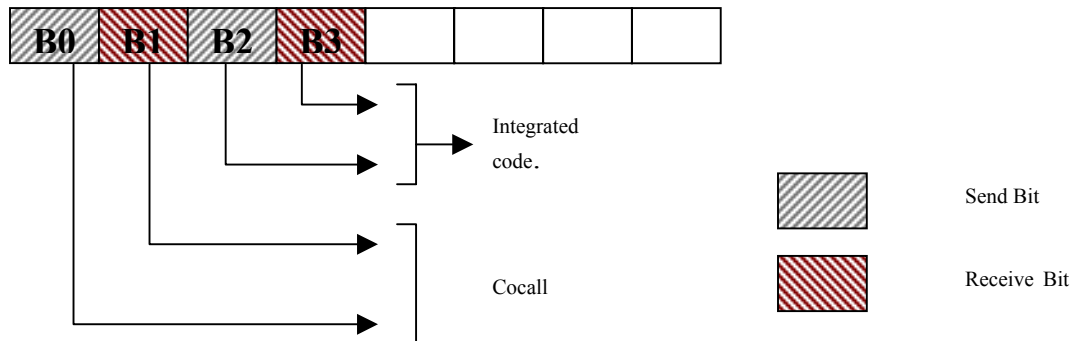 B0 B1 B2 B3
Integrated
code.
Send Bit
Receive Bit
Cocall